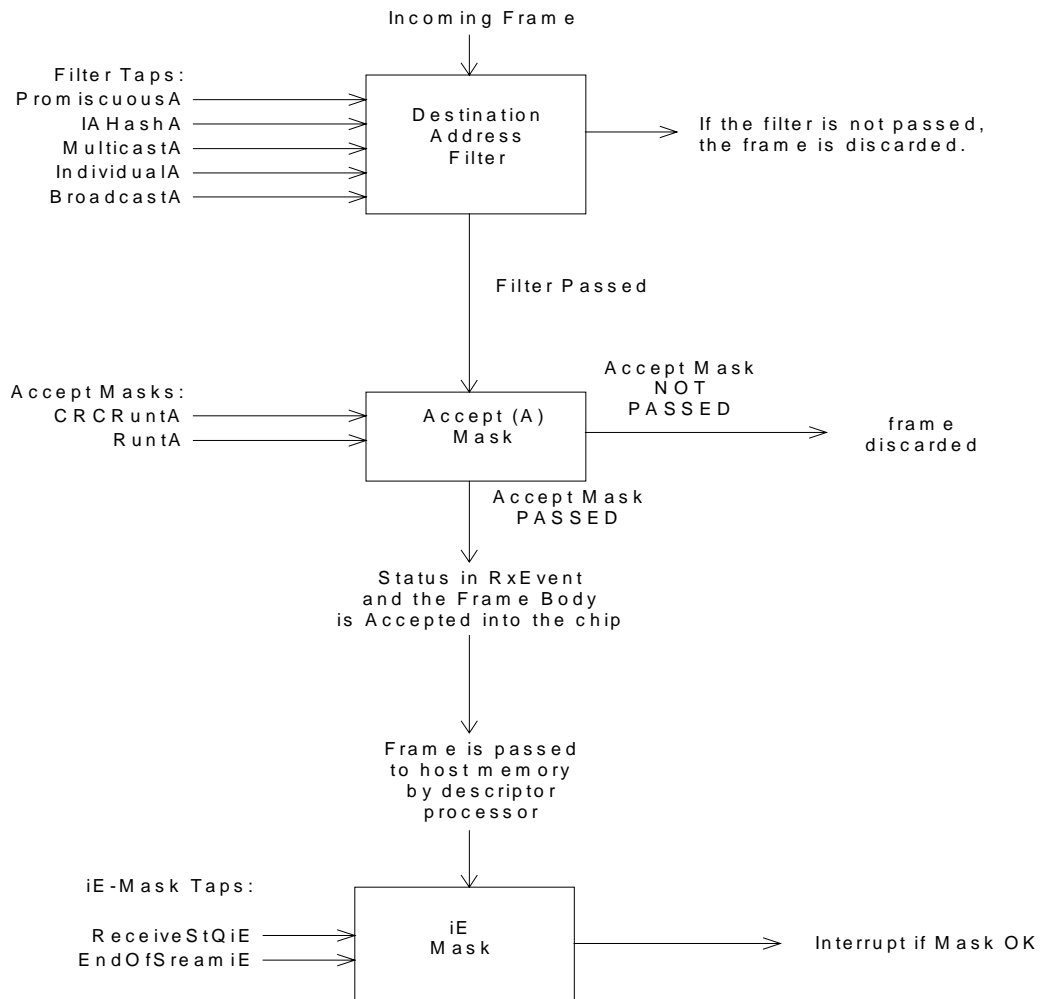 Incoming Frame
Filter Taps:
PromiscuousA
IAHashA
MulticastA
IndividualA
BroadcastA
Destination
Address
Filter
If the filter is not passed,
the frame is discarded.
Filter Passed
Accept Masks:
CRCRuntA
RuntA
Accept (A)
Mask
Accept Mask
NOT
PASSED
frame
discarded
Accept Mask
PASSED
Status in RxEvent
and the Frame Body
is Accepted into the chip
Frame is passed
to host memory
by descriptor
processor
iE-Mask Taps:
ReceiveStQiE
EndOfSreamiE
iE
Mask
Interrupt if Mask OK